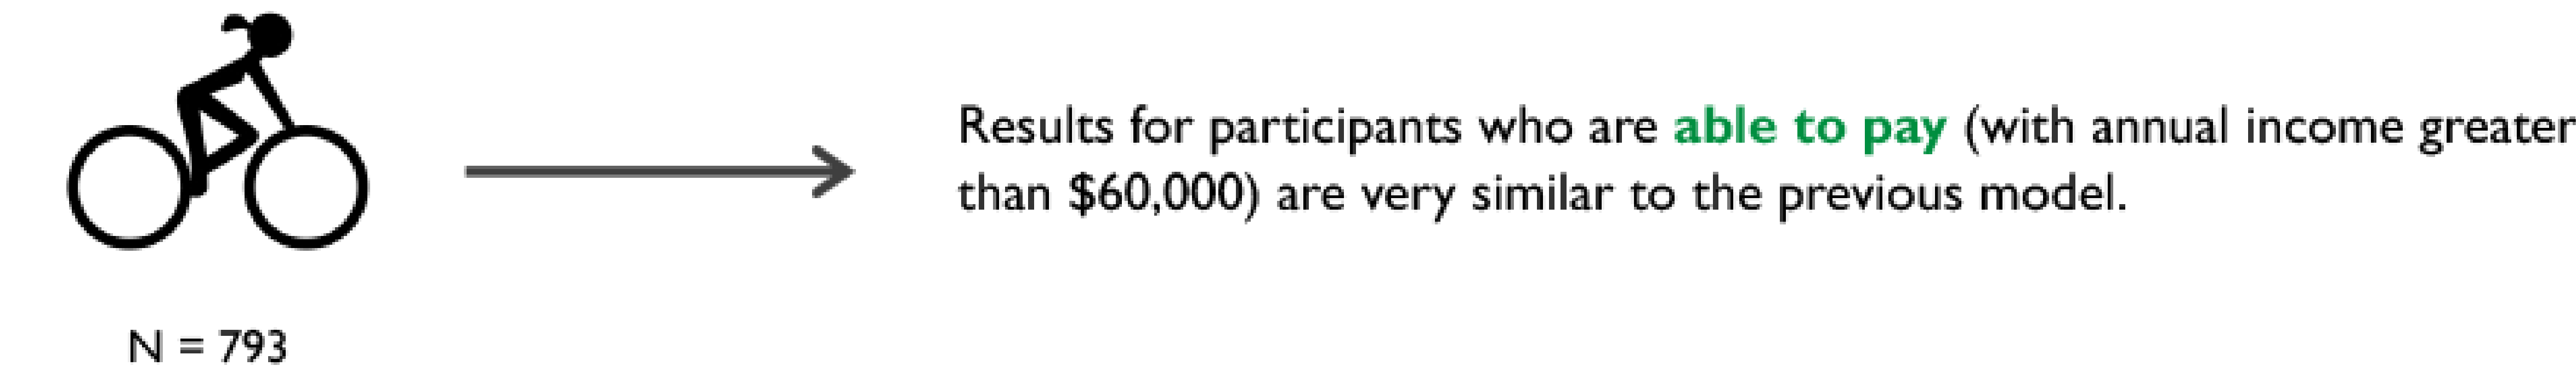 Results for participants who are able to pay (with annual income greater
than $60,000) are very similar to the previous model.
N = 793